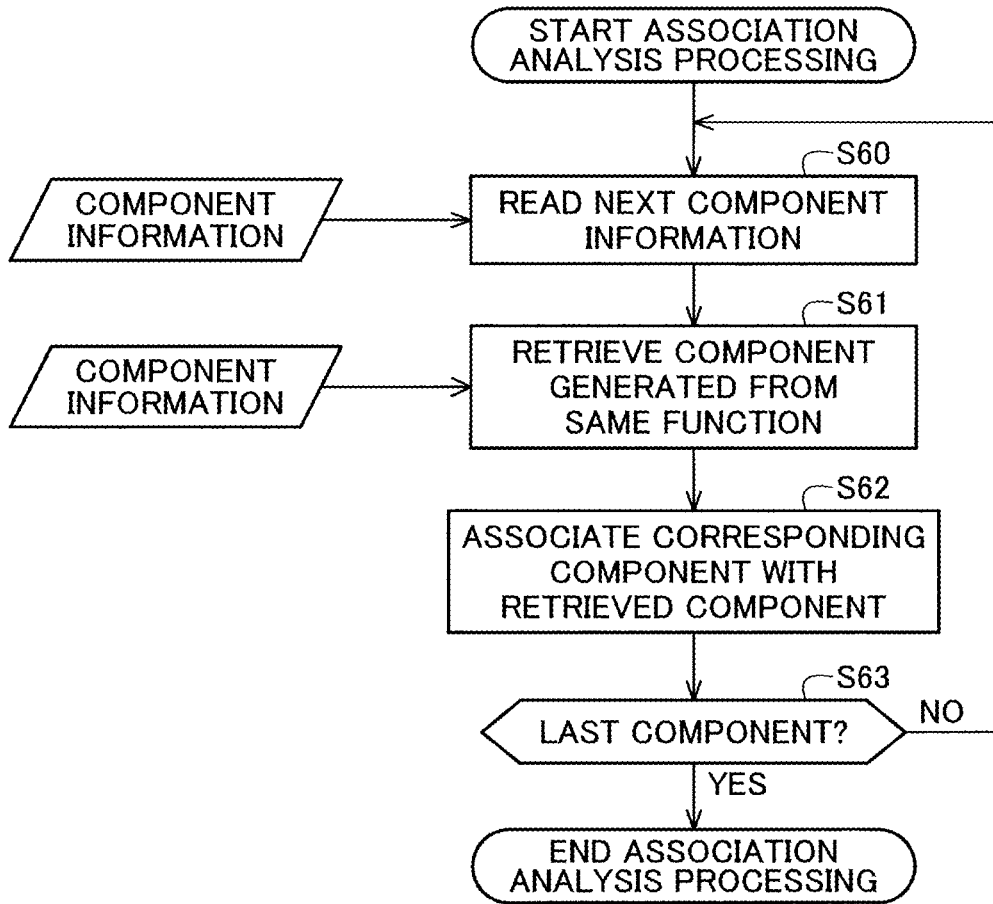 START ASSOCIATION
ANALYSIS PROCESSING
S60
COMPONENT
INFORMATION
READ NEXT COMPONENT
INFORMATION
S61
COMPONENT
INFORMATION
RETRIEVE COMPONENT
GENERATED FROM
SAME FUNCTION
S62
ASSOCIATE CORRESPONDING
COMPONENT WITH
RETRIEVED COMPONENT
S63
LAST COMPONENT?
NO
YES
END ASSOCIATION
ANALYSIS PROCESSING